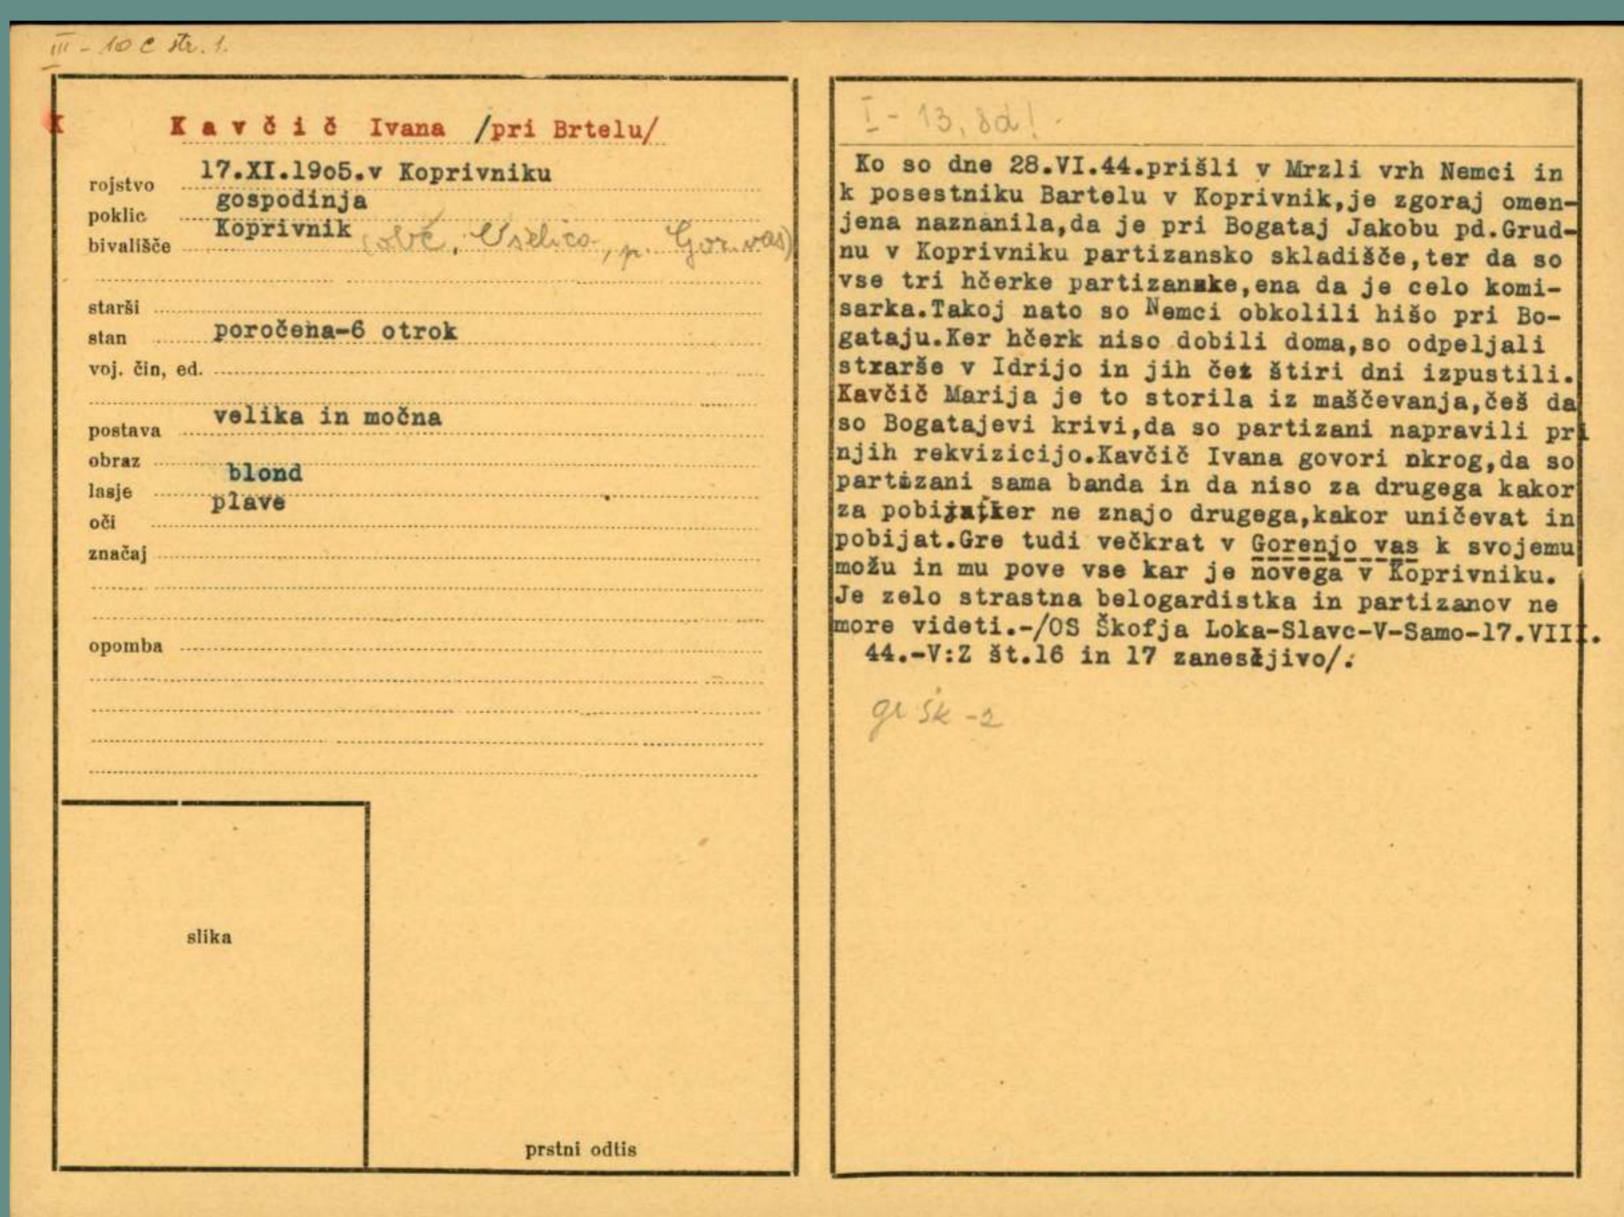 III - 10 c str. 1.
K
Kavčič Ivana /pri Brtelu/
rojstvo 17.XI.19o5.v Koprivniku
poklic gospodinja
bivališče Koprivnik (obč. Oselica, p. Gor. vas)
starši
stan poročena-6 otrok
voj. čin, ed.
postava velika in močna
obraz
lasje blond
oči plave
značaj
opomba
slika
prstni odtis
I - 13, 8d!
Ko so dne 28.VI.44.prišli v Mrzli vrh Nemci in
k posestniku Bartelu v Koprivnik,je zgoraj omen-
jena naznanila,da je pri Bogataj Jakobu pd.Grud-
nu v Koprivniku partizansko skladišče,ter da so
vse tri hčerke partizanske,ena da je celo komi-
sarka.Takoj nato so Nemci obkolili hišo pri Bo-
gataju.Ker hčerk niso dobili doma,so odpeljali
strarše v Idrijo in jih čez štiri dni izpustili.
Kavčič Marija je to storila iz maščevanja,češ da
so Bogatajevi krivi,da so partizani napravili pri
njih rekvizicijo.Kavčič Ivana govori okrog,da so
partizani sama banda in da niso za drugega kakor
za pobijat,ker ne znajo drugega,kakor uničevat in
pobijat.Gre tudi večkrat v Gorenjo vas k svojemu
možu in mu pove vse kar je novega v Koprivniku.
Je zelo strastna belogardistka in partizanov ne
more videti.-/OS Škofja Loka-Slavc-V-Samo-17.VIII.
44.-V:Z št.16 in 17 zanesljivo/.